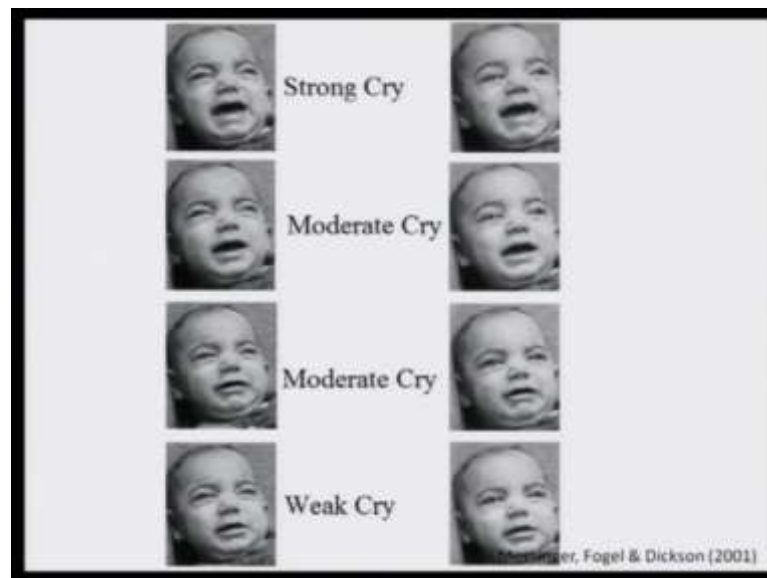 Strong Cry
Moderate Cry
Moderate Cry
Weak Cry
Fogel & Dickson (2001)